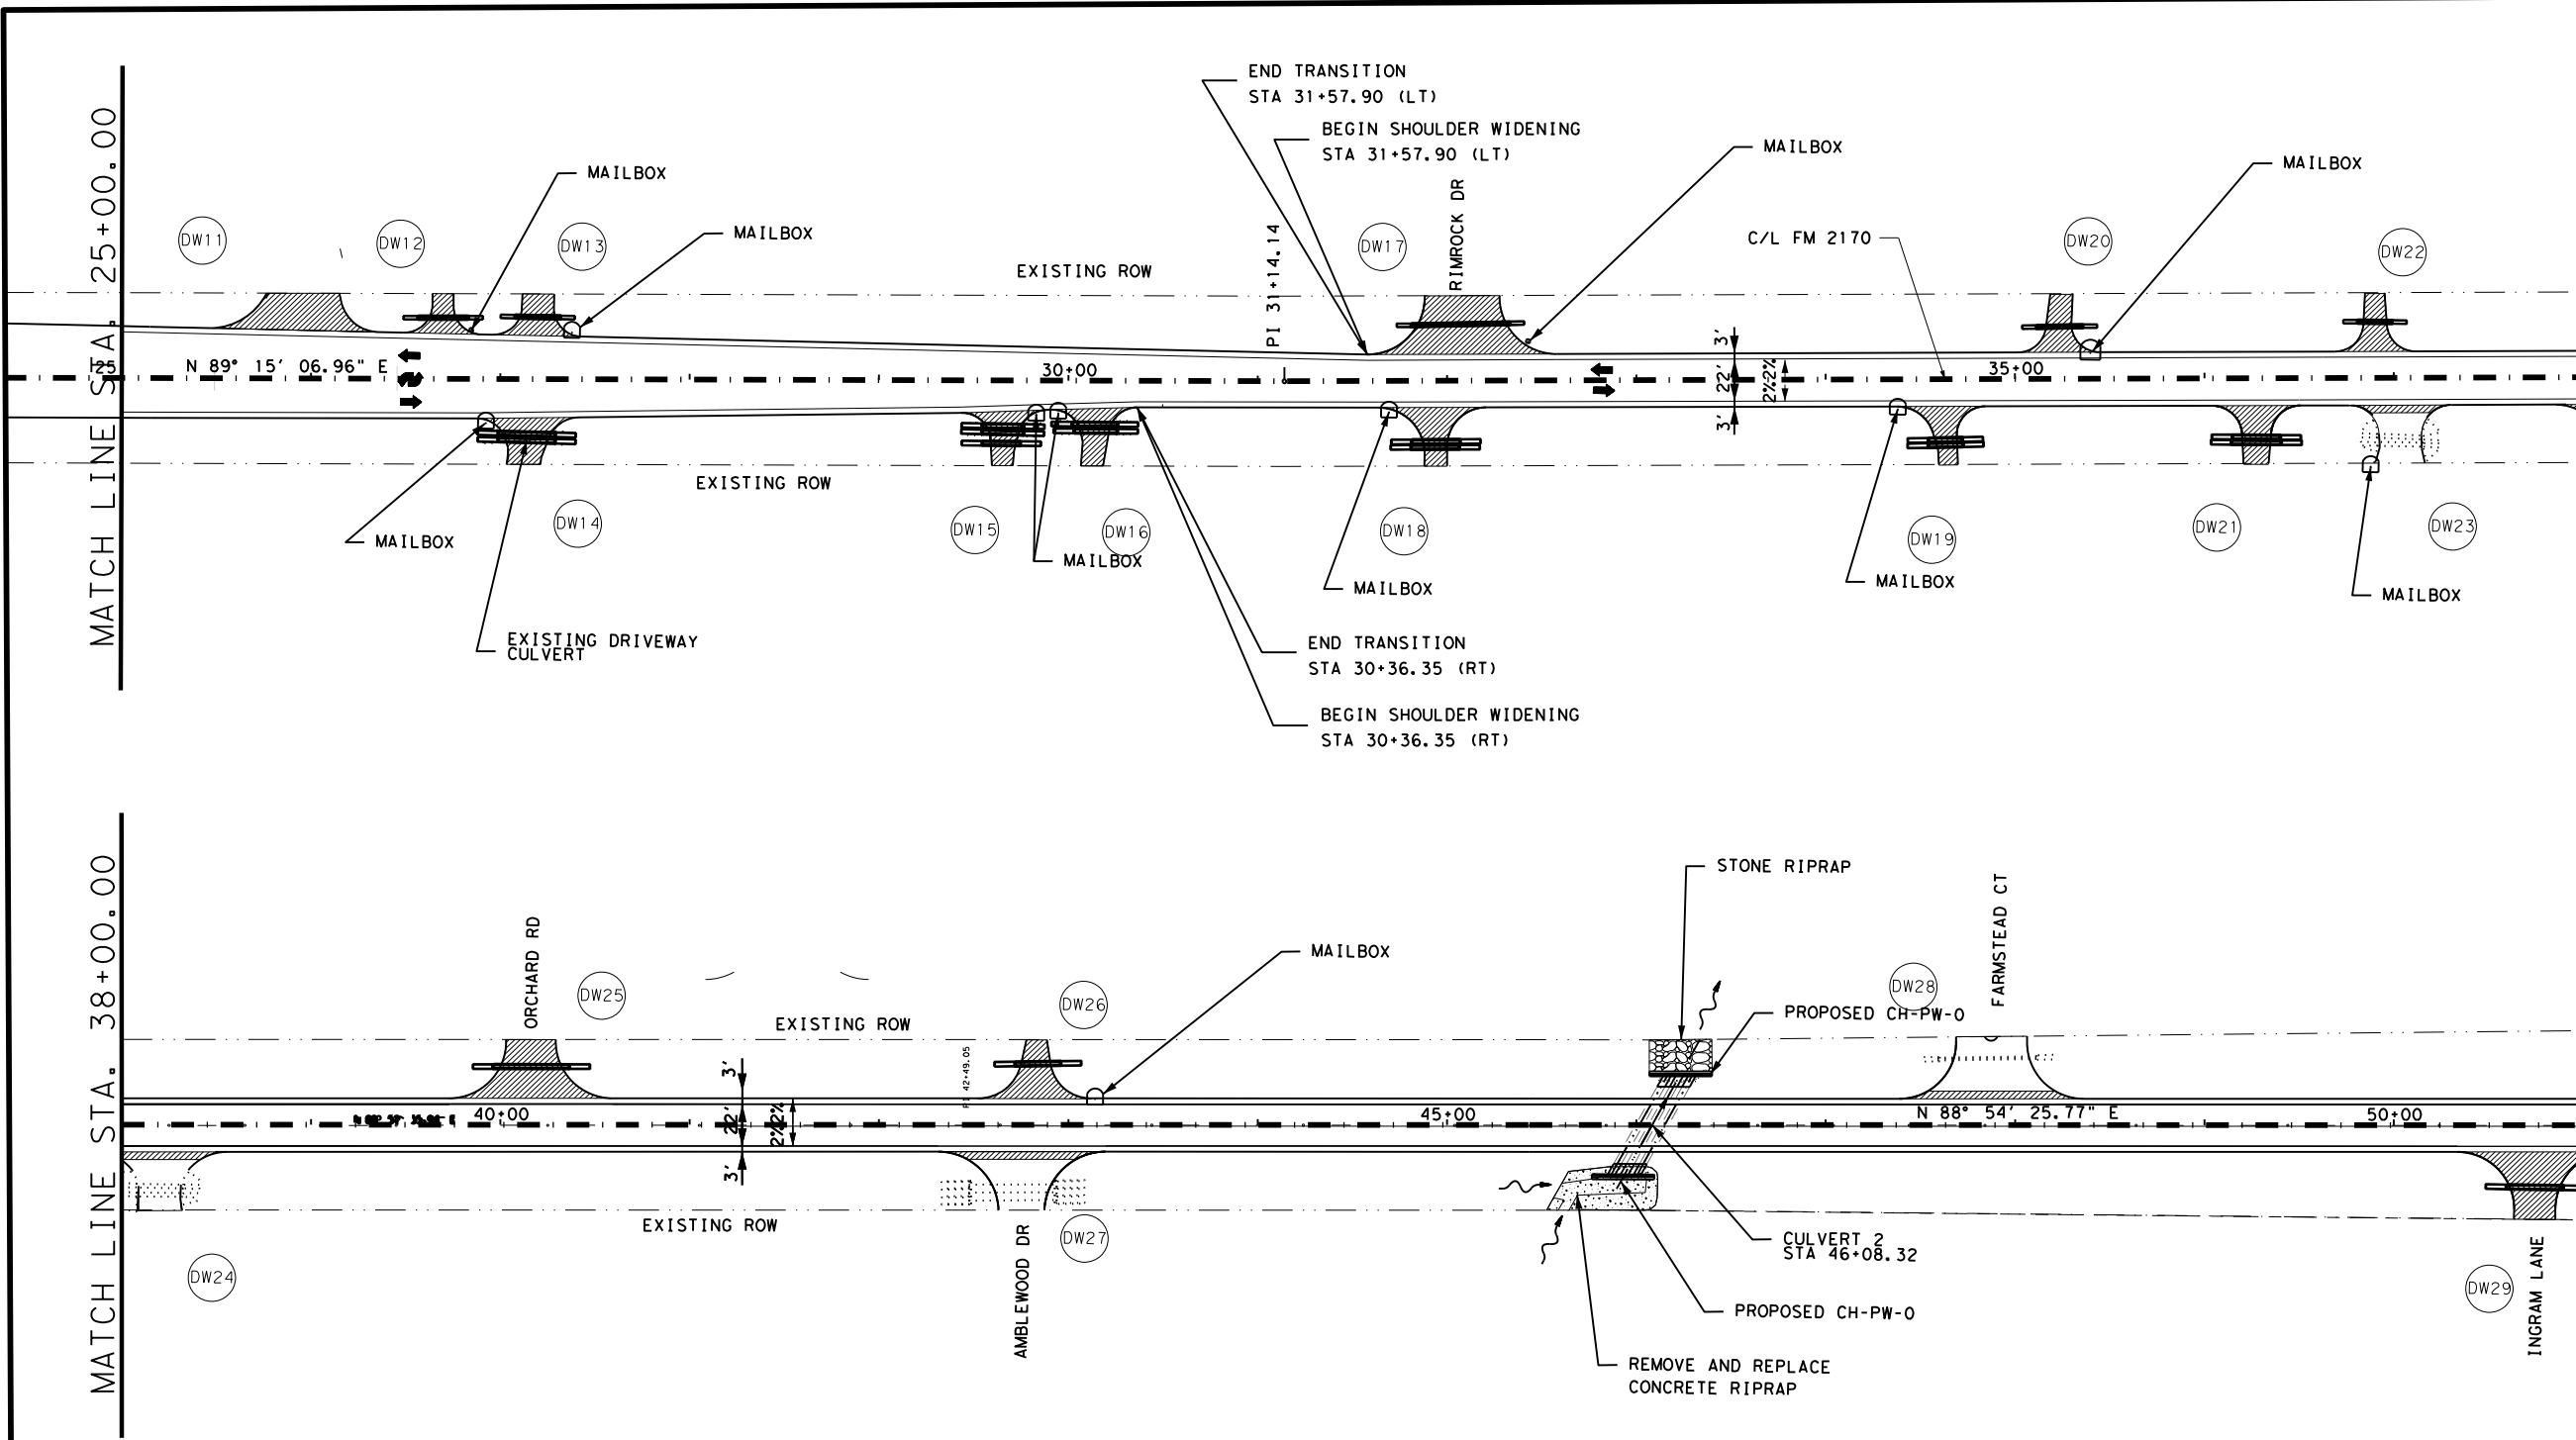 END TRANSITION
STA 31+57.90 (LT)
BEGIN SHOULDER WIDENING
STA 31+57.90 (LT)
MAILBOX
MAILBOX
MAILBOX
MAILBOX
RIMROCK DR
C/L FM 2170
DW11
DW12
DW13
DW17
DW20
DW22
EXISTING ROW
PI 31+14.14
MATCH LINE STA. 25+00.00
25
N 89° 15' 06.96" E
30+00
35+00
3'
22'
2%
2%
3'
EXISTING ROW
DW14
DW15
DW16
DW18
DW19
DW21
DW23
MAILBOX
MAILBOX
MAILBOX
MAILBOX
MAILBOX
EXISTING DRIVEWAY
CULVERT
END TRANSITION
STA 30+36.35 (RT)
BEGIN SHOULDER WIDENING
STA 30+36.35 (RT)
MATCH LINE STA. 38+00.00
STONE RIPRAP
ORCHARD RD
FARMSTEAD CT
MAILBOX
DW25
DW26
DW28
EXISTING ROW
PROPOSED CH-PW-0
PI 42+49.05
3'
22'
2%
2%
3'
40+00
45+00
N 88° 54' 25.77" E
50+00
EXISTING ROW
DW24
AMBLEWOOD DR
DW27
CULVERT 2
STA 46+08.32
PROPOSED CH-PW-0
DW29
INGRAM LANE
REMOVE AND REPLACE
CONCRETE RIPRAP